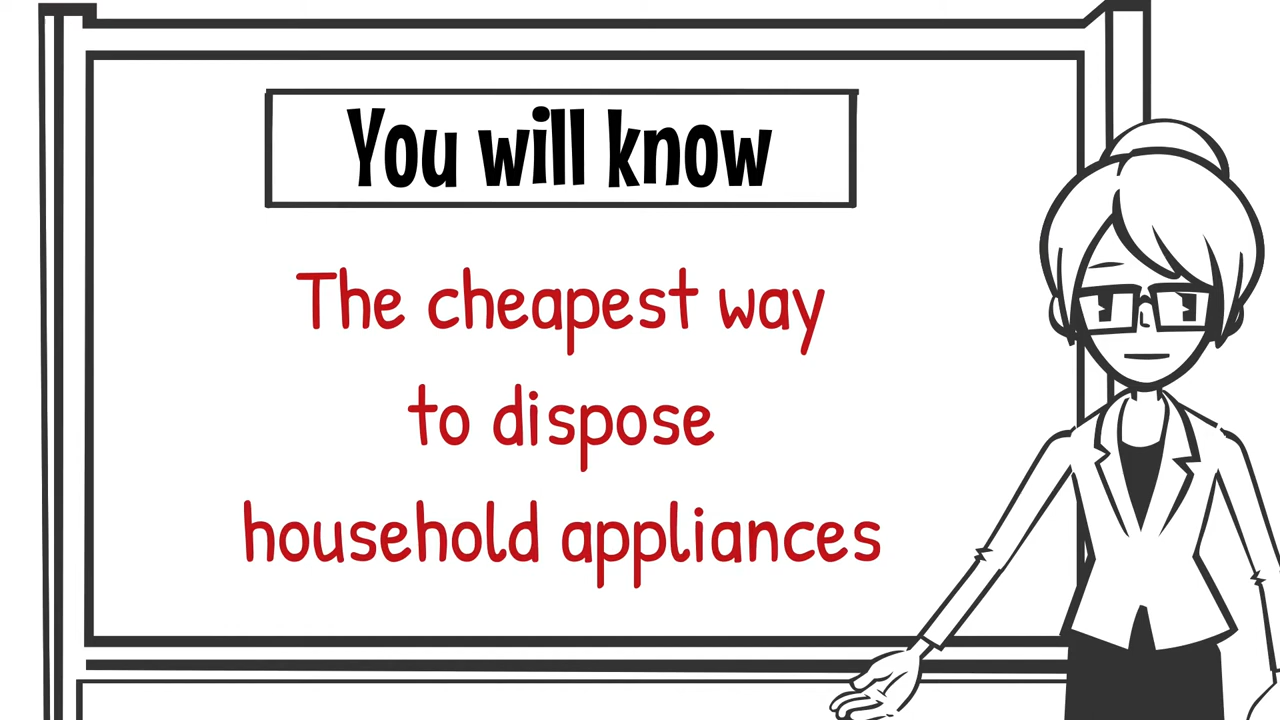 You will know
The cheapest way
to dispose
household appliances